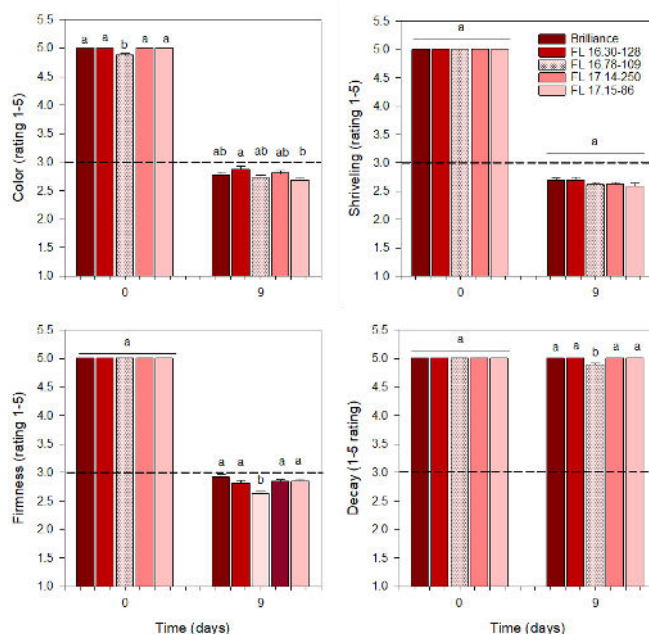 5.5
5.0
4.5
4.0
3.5
3.0
2.5
2.0
1.5
1.0
Color (rating 1-5)
a a b a a
ab a ab ab b
0 9
5.5
5.0
4.5
4.0
3.5
3.0
2.5
2.0
1.5
1.0
Shriveling (rating 1-5)
a
a
Brilliance
FL 16.30-128
FL 16.78-109
FL 17.14-250
FL 17.15-86
0 9
5.5
5.0
4.5
4.0
3.5
3.0
2.5
2.0
1.5
1.0
Firmness (rating 1-5)
a
a a b a a
0 9
Time (days)
5.5
5.0
4.5
4.0
3.5
3.0
2.5
2.0
1.5
1.0
Decay (1-5 rating)
a
a a b a a
0 9
Time (days)